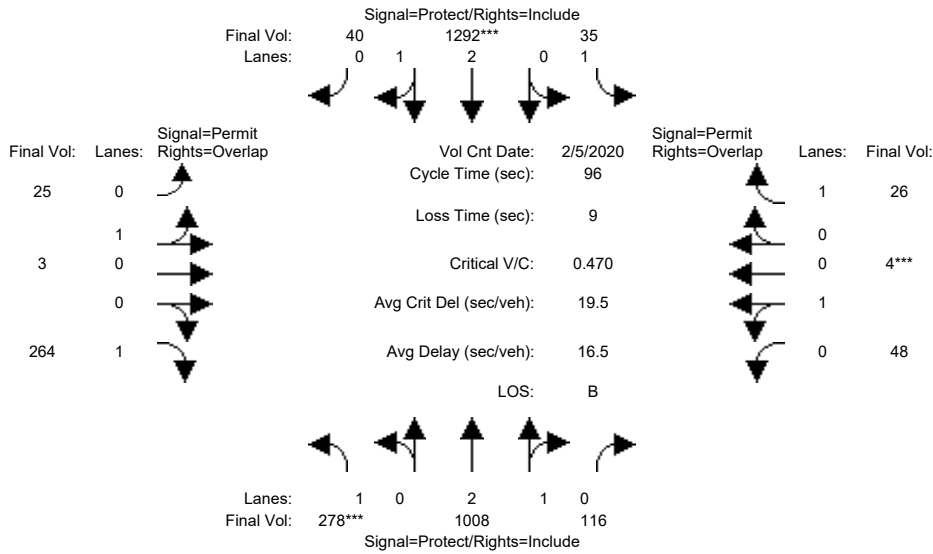 Signal=Protect/Rights=Include
Final Vol: 40 1292*** 35
Lanes: 0 1 2 0 1
Signal=Permit
Final Vol: Lanes: Rights=Overlap
Vol Cnt Date: 2/5/2020
Signal=Permit
Rights=Overlap Lanes: Final Vol:
Cycle Time (sec): 96
25 0
1 26
Loss Time (sec): 9
1
0
3 0
Critical V/C: 0.470
0 4***
0
Avg Crit Del (sec/veh): 19.5
1
264 1
Avg Delay (sec/veh): 16.5
0 48
LOS: B
Lanes: 1 0 2 1 0
Final Vol: 278*** 1008 116
Signal=Protect/Rights=Include